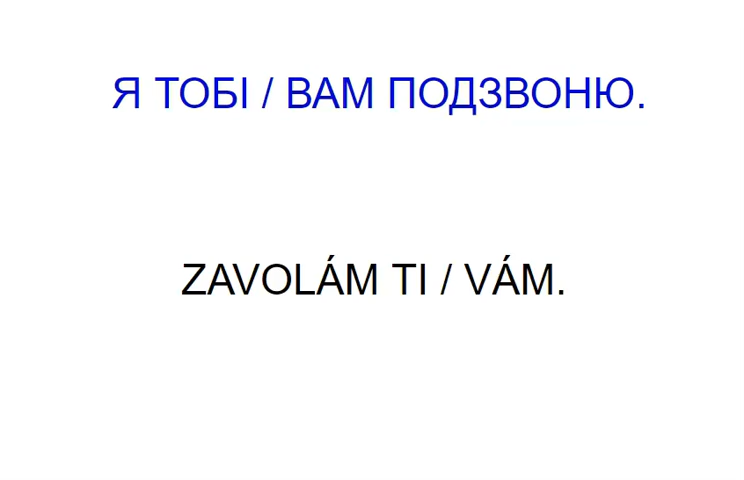 Я ТОБІ / ВАМ ПОДЗВОНЮ.
ZAVOLÁM TI / VÁM.